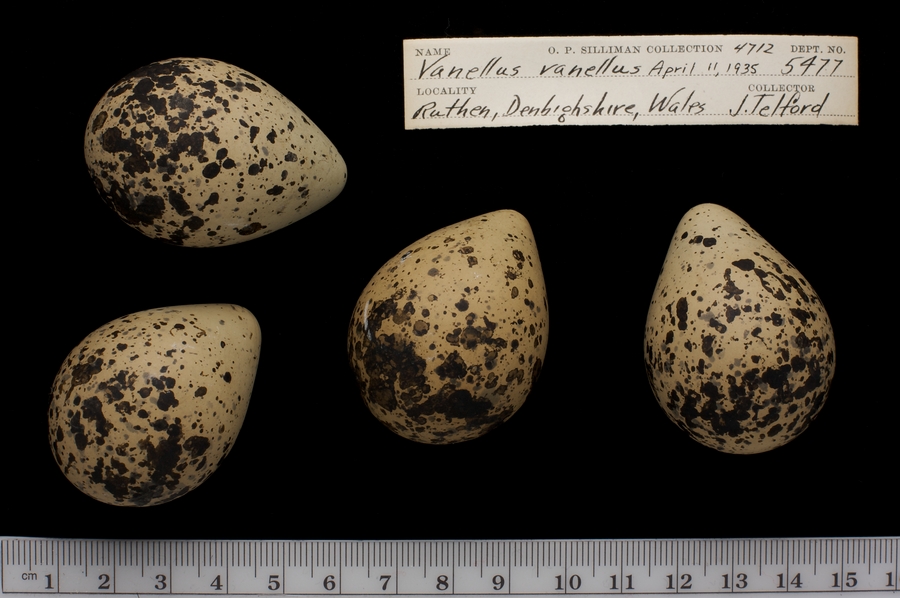 NAME O. P. SILLIMAN COLLECTION 4712 DEPT. NO.
Vanellus vanellus April 11, 1935 5477
LOCALITY COLLECTOR
Ruthen, Denbighshire, Wales J. Telford
cm 1 2 3 4 5 6 7 8 9 10 11 12 13 14 15 1